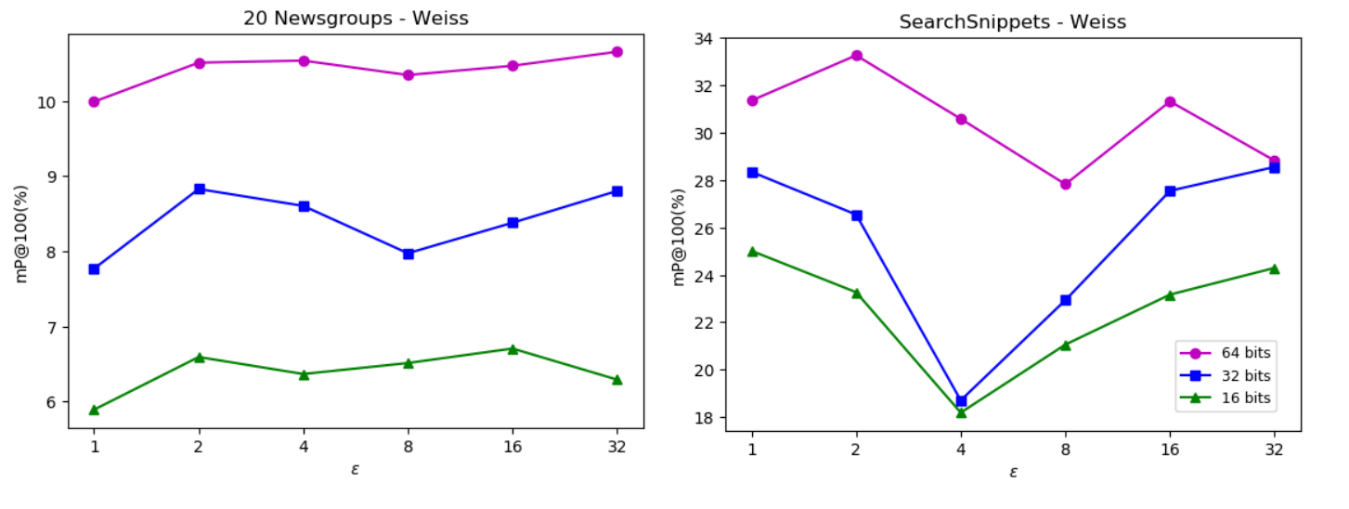 20 Newsgroups - Weiss
mP@100(%)
10
9
8
7
6
1 2 4 8 16 32
ε
SearchSnippets - Weiss
mP@100(%)
34
32
30
28
26
24
22
20
18
64 bits
32 bits
16 bits
1 2 4 8 16 32
ε